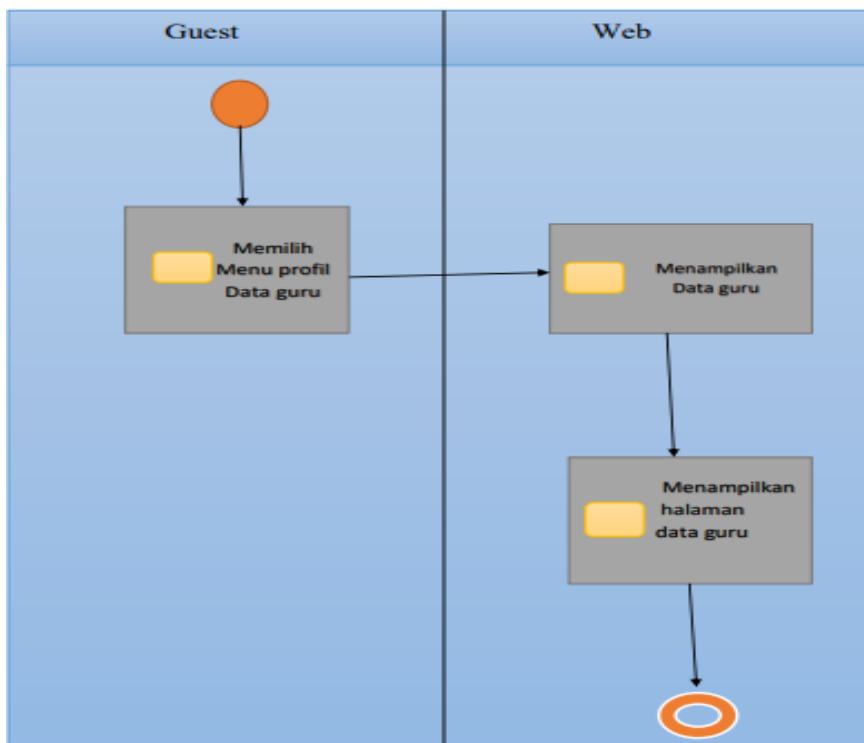 Guest
Web
Memilih
Menu profil
Data guru
Menampilkan
Data guru
Menampilkan
halaman
data guru